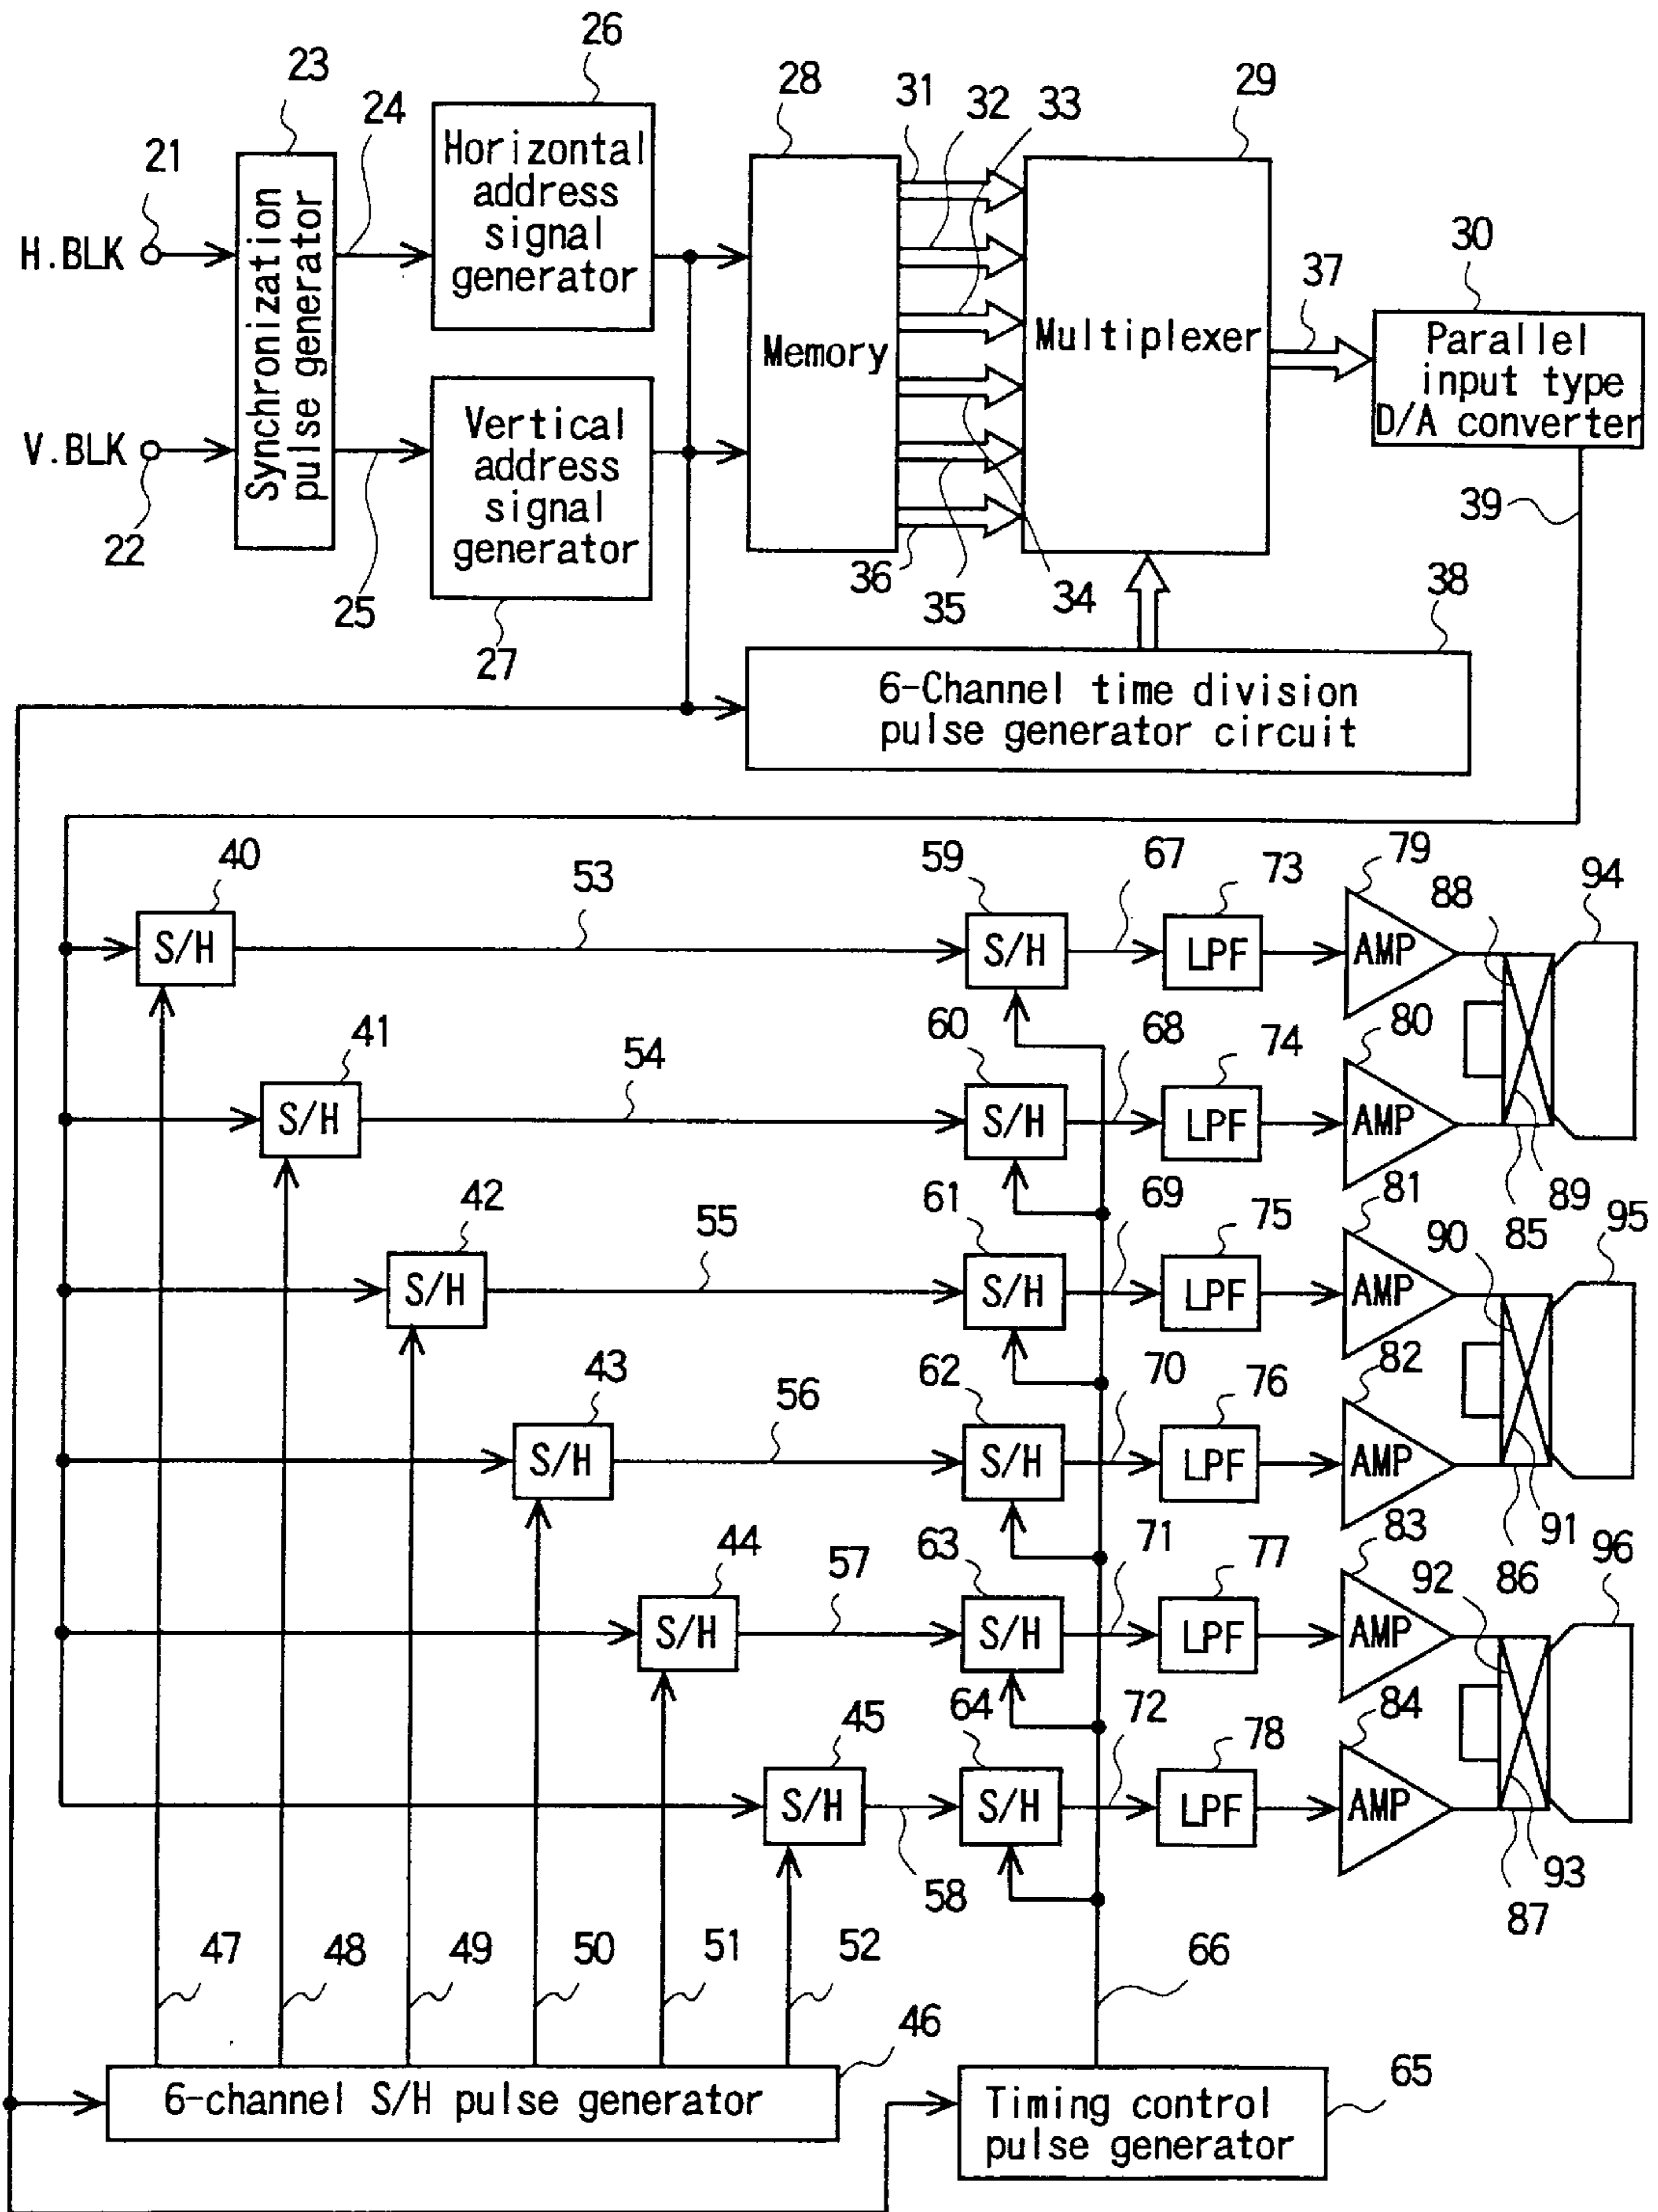 26
23
28
31
32
33
29
24
21
Horizontal
address
signal
generator
H.BLK
Synchronization
pulse generator
30
37
Memory
Multiplexer
Parallel
input type
D/A converter
V.BLK
Vertical
address
signal
generator
39
22
25
27
36
35
34
38
6-Channel time division
pulse generator circuit
40
53
59
67
73
79
88
94
S/H
S/H
LPF
AMP
41
54
60
68
74
80
S/H
S/H
LPF
AMP
89
85
42
55
61
69
75
81
90
95
S/H
S/H
LPF
AMP
43
56
62
70
76
82
S/H
S/H
LPF
AMP
91
86
44
57
63
71
77
83
92
96
S/H
S/H
LPF
AMP
45
64
72
78
84
S/H
S/H
LPF
AMP
58
93
87
47
48
49
50
51
52
66
46
65
6-channel S/H pulse generator
Timing control
pulse generator